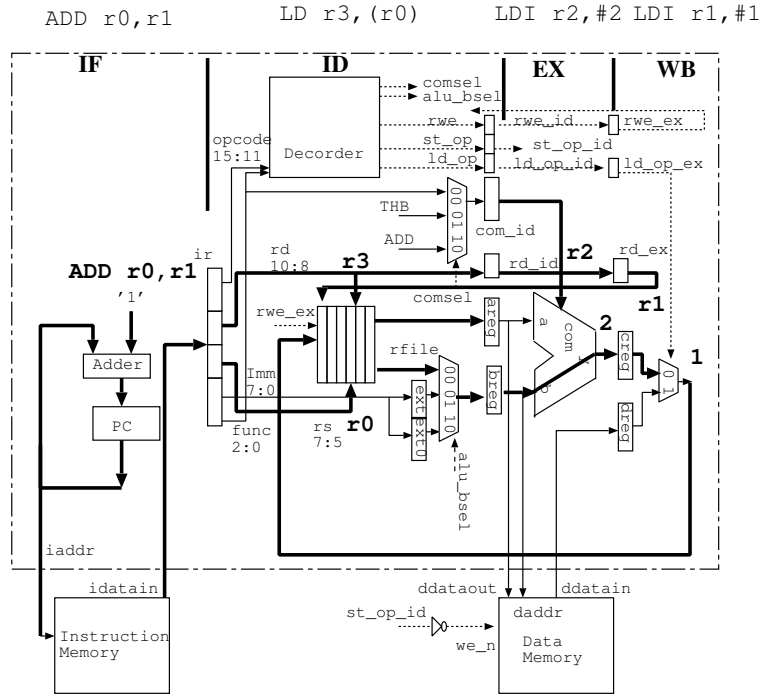 ADD r0,r1
LD r3,(r0)
LDI r2,#2
LDI r1,#1
IF
ID
EX
WB
comsel
alu_bsel
rwe
rwe_id
rwe_ex
opcode
15:11
Decorder
st_op
st_op_id
ld_op
ld_op_id
ld_op_ex
THB
00 01 10
com_id
ADD
r2
ir
rd
10:8
rd_id
rd_ex
ADD r0,r1
r3
comsel
r1
'1'
rwe_ex
areg
a
com
y
2
creg
1
Adder
rfile
0 1
Imm
7:0
00 01 10
breg
b
ext
ext0
dreg
PC
func
2:0
rs
7:5
r0
alu_bsel
iaddr
idatain
ddataout
ddatain
st_op_id
we_n
daddr
Instruction
Memory
Data
Memory